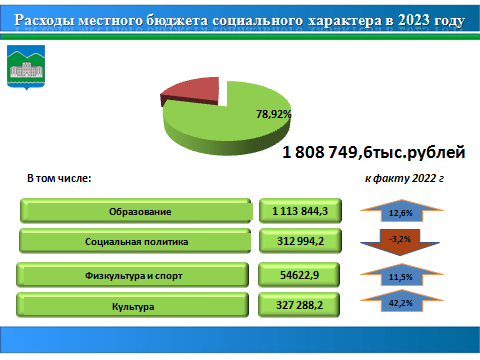 Расходы местного бюджета социального характера в 2023 году
78,92%
1 808 749,6тыс.рублей
В том числе: к факту 2022 г
Образование 1 113 844,3 12,6%
Социальная политика 312 994,2 -3,2%
Физкультура и спорт 54622,9 11,5%
Культура 327 288,2 42,2%